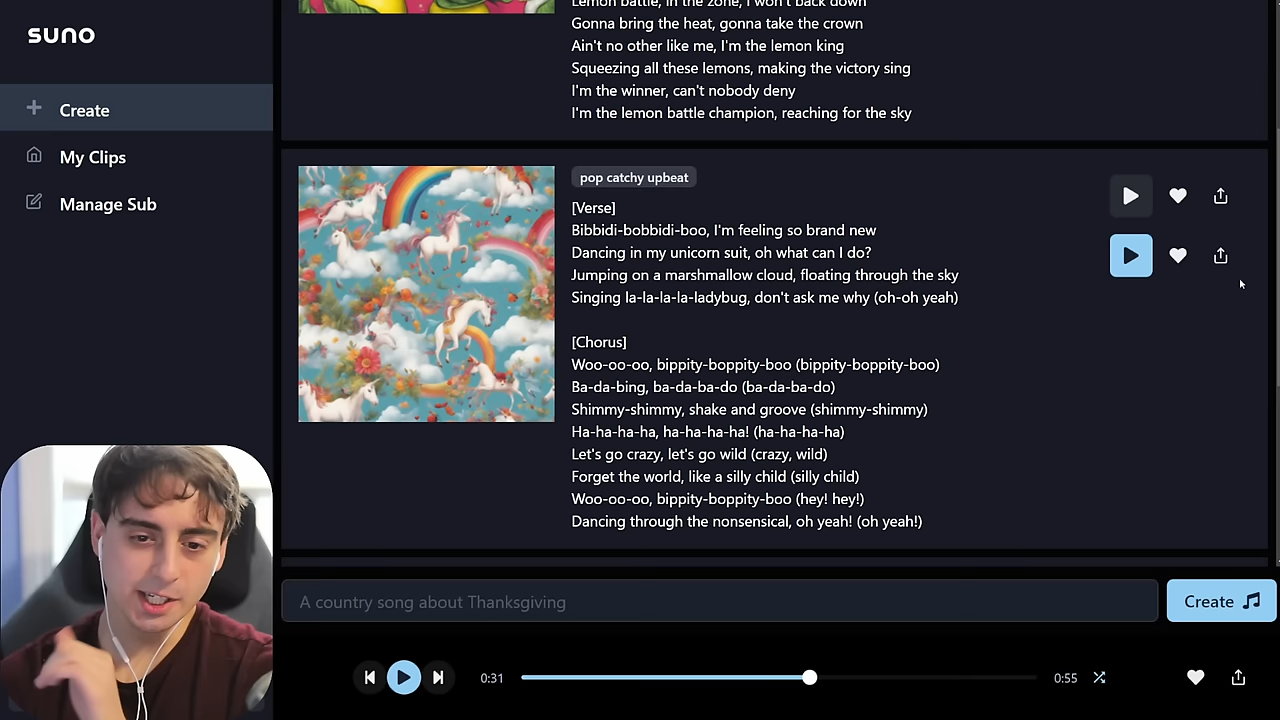 suno
Create
My Clips
Manage Sub
Lemon battle, in the zone, I won't back down
Gonna bring the heat, gonna take the crown
Ain't no other like me, I'm the lemon king
Squeezing all these lemons, making the victory sing
I'm the winner, can't nobody deny
I'm the lemon battle champion, reaching for the sky
pop catchy upbeat
[Verse]
Bibbidi-bobbidi-boo, I'm feeling so brand new
Dancing in my unicorn suit, oh what can I do?
Jumping on a marshmallow cloud, floating through the sky
Singing la-la-la-la-ladybug, don't ask me why (oh-oh yeah)
[Chorus]
Woo-oo-oo, bippity-boppity-boo (bippity-boppity-boo)
Ba-da-bing, ba-da-ba-do (ba-da-ba-do)
Shimmy-shimmy, shake and groove (shimmy-shimmy)
Ha-ha-ha-ha, ha-ha-ha-ha! (ha-ha-ha-ha)
Let's go crazy, let's go wild (crazy, wild)
Forget the world, like a silly child (silly child)
Woo-oo-oo, bippity-boppity-boo (hey! hey!)
Dancing through the nonsensical, oh yeah! (oh yeah!)
A country song about Thanksgiving
Create
0:31
0:55